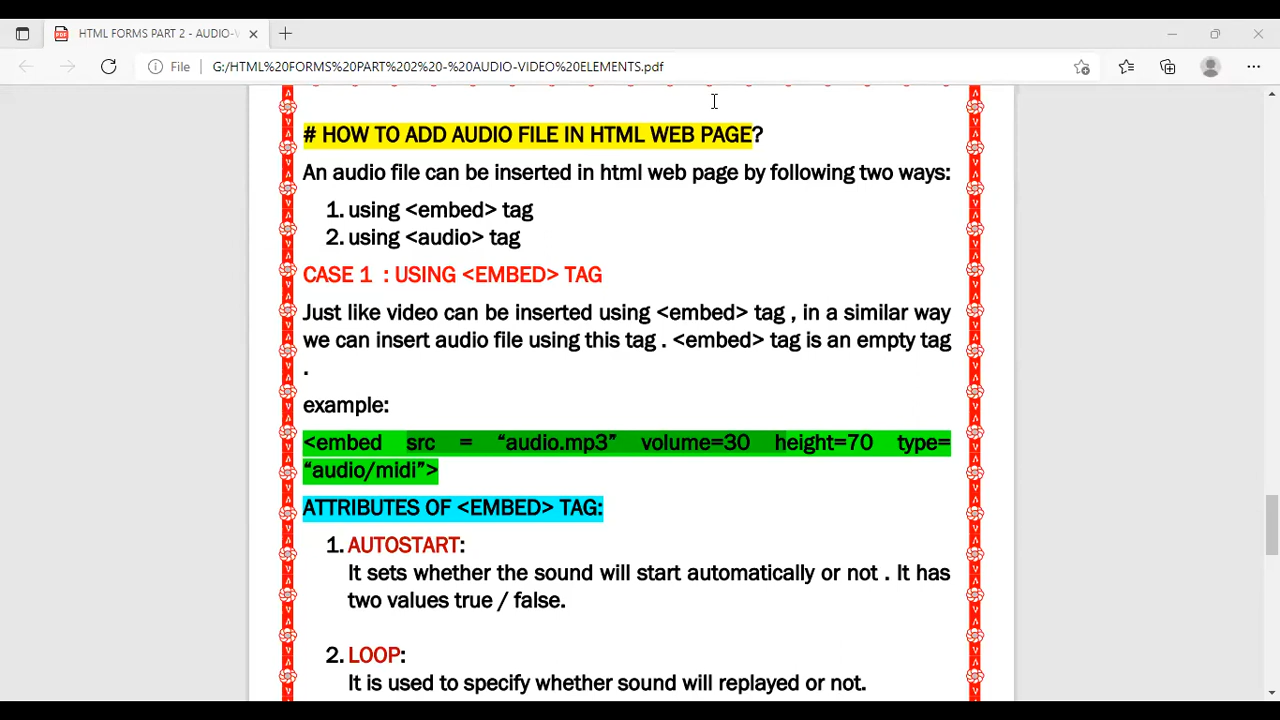 HTML FORMS PART 2 - AUDIO-V
File G:/HTML%20FORMS%20PART%202%20-%20AUDIO-VIDEO%20ELEMENTS.pdf
# HOW TO ADD AUDIO FILE IN HTML WEB PAGE?
An audio file can be inserted in html web page by following two ways:
1. using <embed> tag
2. using <audio> tag
CASE 1 : USING <EMBED> TAG
Just like video can be inserted using <embed> tag , in a similar way
we can insert audio file using this tag . <embed> tag is an empty tag
.
example:
<embed src = “audio.mp3” volume=30 height=70 type=
“audio/midi”>
ATTRIBUTES OF <EMBED> TAG:
1. AUTOSTART:
It sets whether the sound will start automatically or not . It has
two values true / false.
2. LOOP:
It is used to specify whether sound will replayed or not.